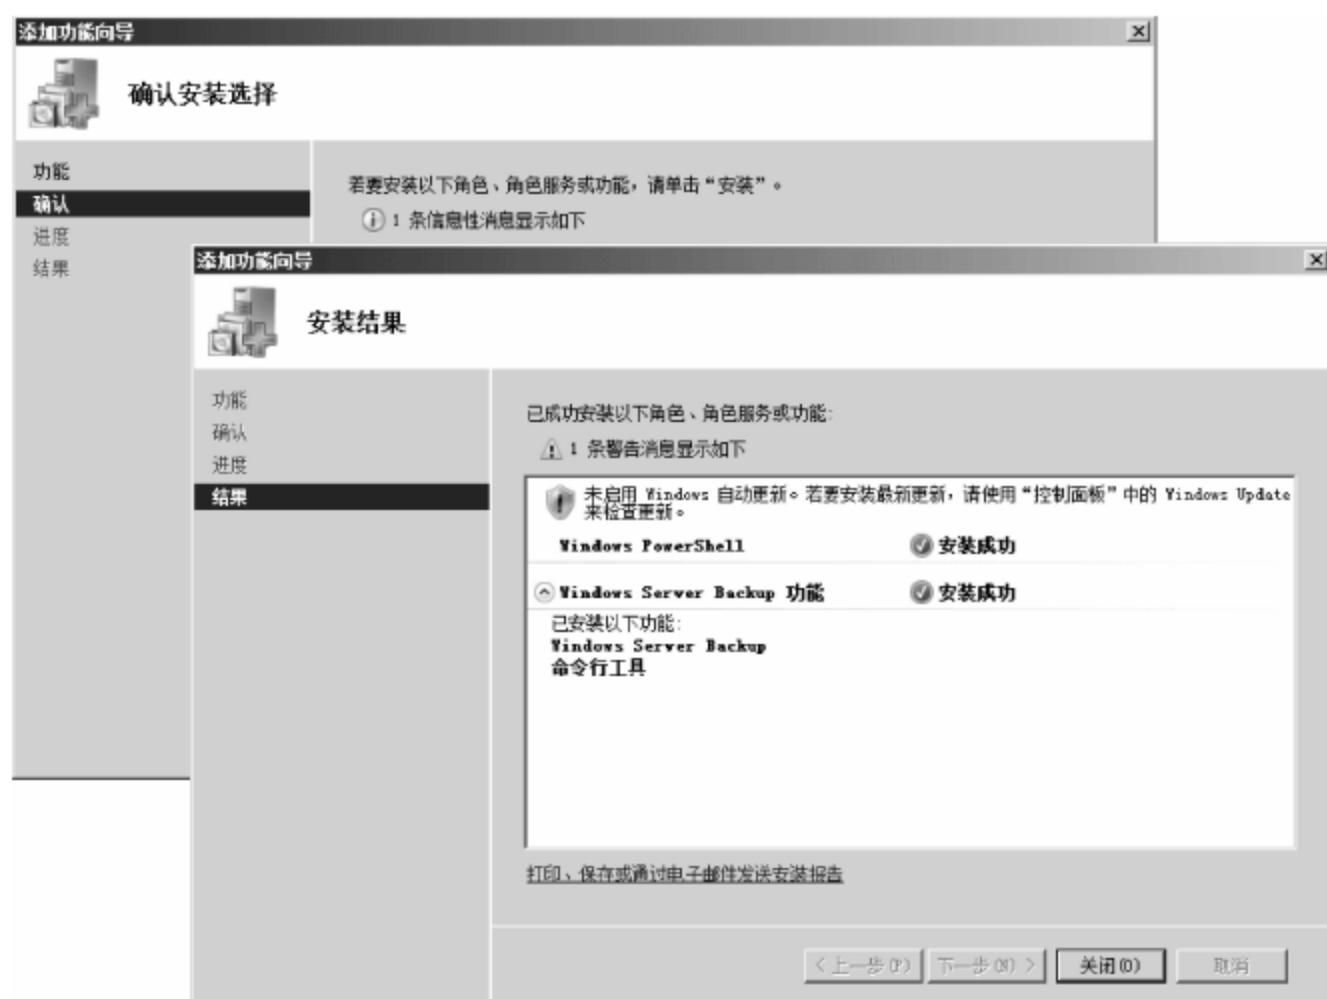 添加功能向导
确认安装选择
功能
确认
进度
结果
若要安装以下角色、角色服务或功能，请单击“安装”。
1 条信息性消息显示如下
添加功能向导
安装结果
功能
确认
进度
结果
已成功安装以下角色、角色服务或功能:
1 条警告消息显示如下
未启用 Windows 自动更新。若要安装最新更新，请使用“控制面板”中的 Windows Update
来检查更新。
Windows PowerShell 安装成功
Windows Server Backup 功能 安装成功
已安装以下功能:
Windows Server Backup
命令行工具
打印、保存或通过电子邮件发送安装报告
< 上一步(P) 下一步(N) > 关闭(O) 取消